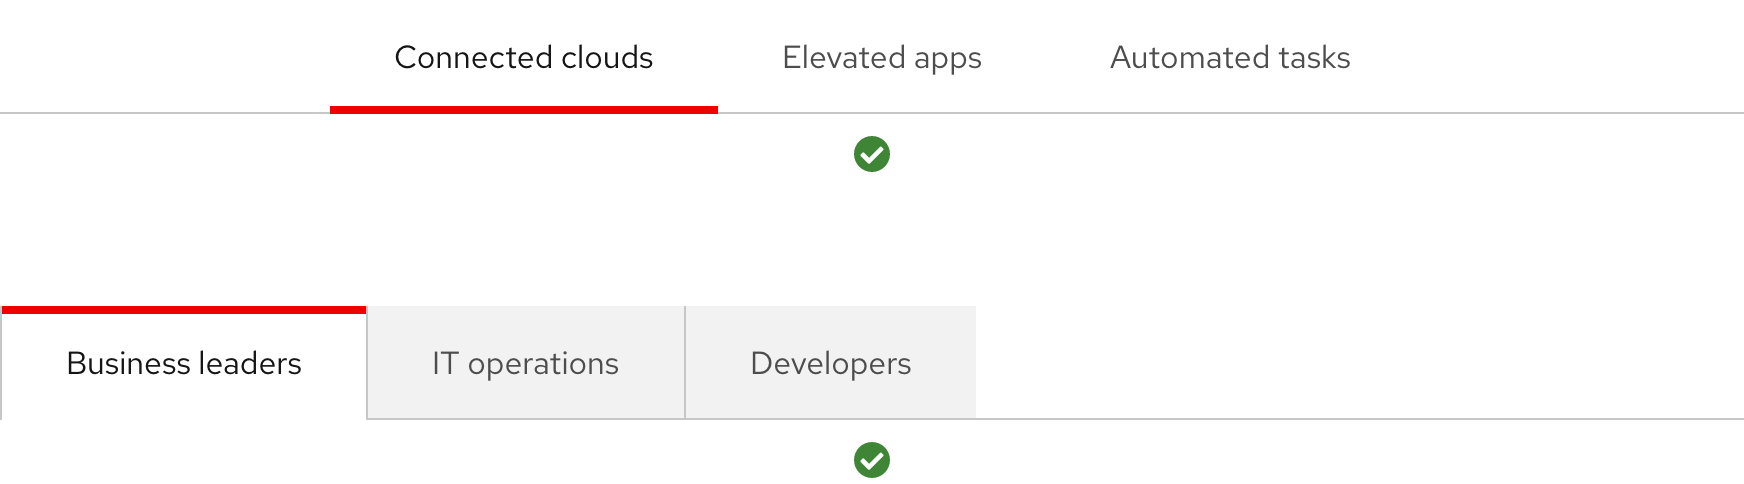 Connected clouds Elevated apps Automated tasks
Business leaders IT operations Developers